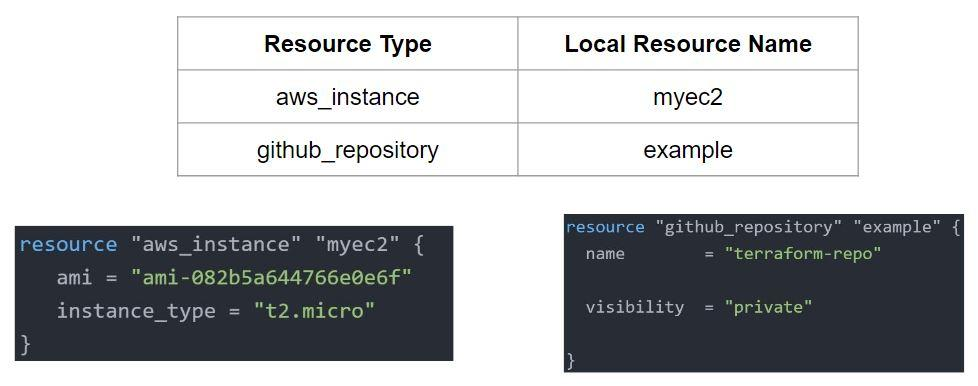 Resource Type Local Resource Name
aws_instance myec2
github_repository example
resource "aws_instance" "myec2" {
ami = "ami-082b5a644766e0e6f"
instance_type = "t2.micro"
}
resource "github_repository" "example" {
name = "terraform-repo"
visibility = "private"
}